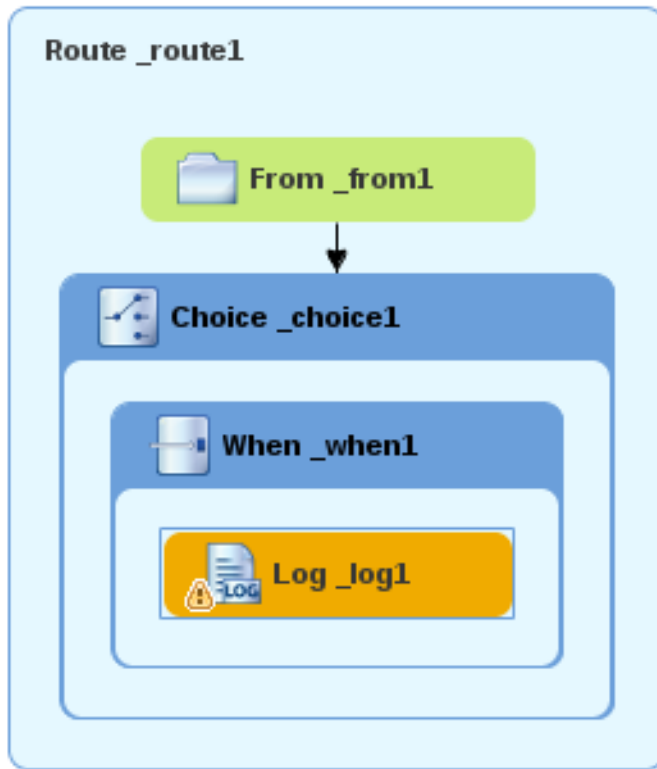 Route _route1
From _from1
Choice _choice1
When _when1
LOG
Log _log1